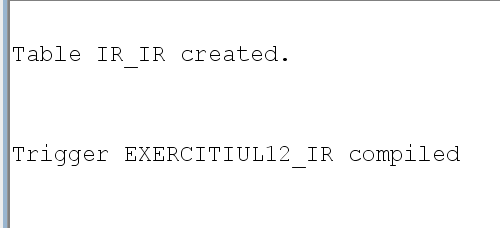 Table IR_IR created.
Trigger EXERCITIUL12_IR compiled